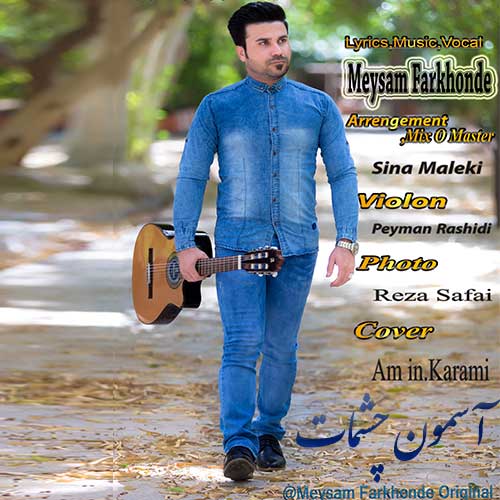 Lyrics.Music,Vocal
Meysam Farkhonde
Arrengement
,Mix O Master
Sina Maleki
Violon
Peyman Rashidi
Photo
Reza Safai
Cover
Am in.Karami
آسمون چشمات
@Meysam Farkhonde Original